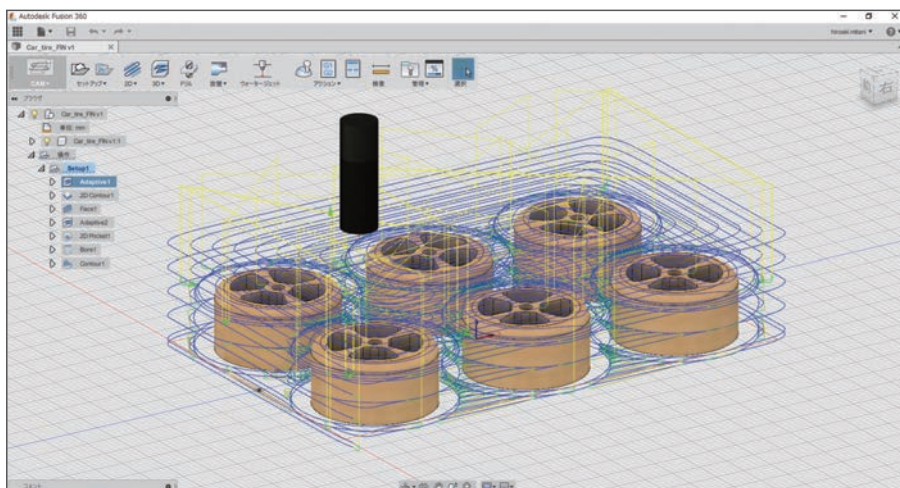 Autodesk Fusion 360
Car_tire_FIN v1
hiroaki.mitani
CAM
セットアップ
2D
3D
ドリル
旋盤
ウォータージェット
アクション
検査
管理
選択
ブラウザ
Car_tire_FIN v1
単位: mm
Car_tire_FIN v1:1
操作
Setup1
Adaptive1
2D Contour1
Face1
Adaptive2
2D Pocket1
Bore1
Contour1
右
コメント